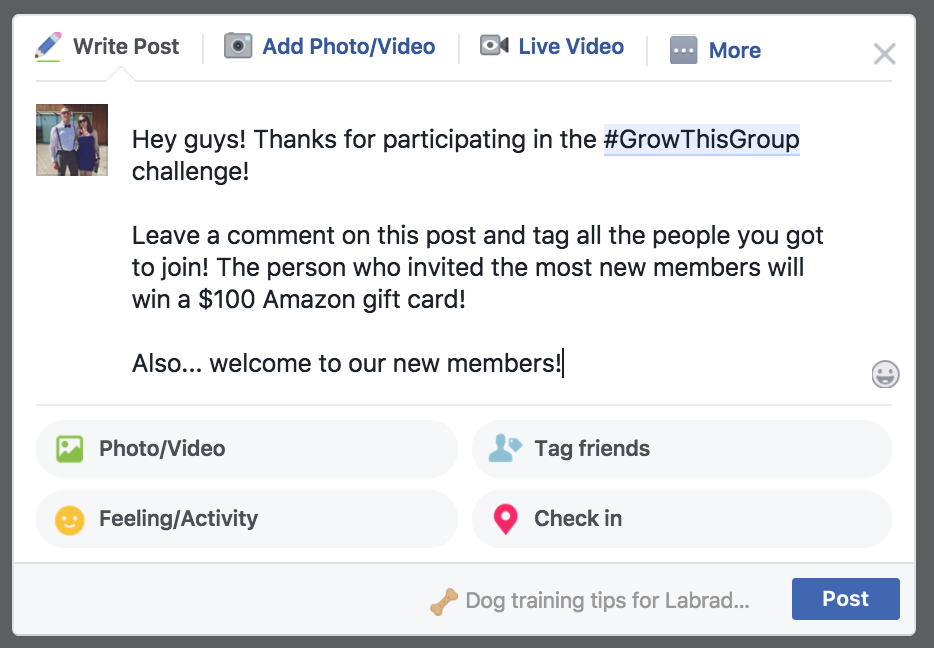 Write Post
Add Photo/Video
Live Video
More
Hey guys! Thanks for participating in the #GrowThisGroup
challenge!
Leave a comment on this post and tag all the people you got
to join! The person who invited the most new members will
win a $100 Amazon gift card!
Also... welcome to our new members!
Photo/Video
Tag friends
Feeling/Activity
Check in
Dog training tips for Labrad...
Post